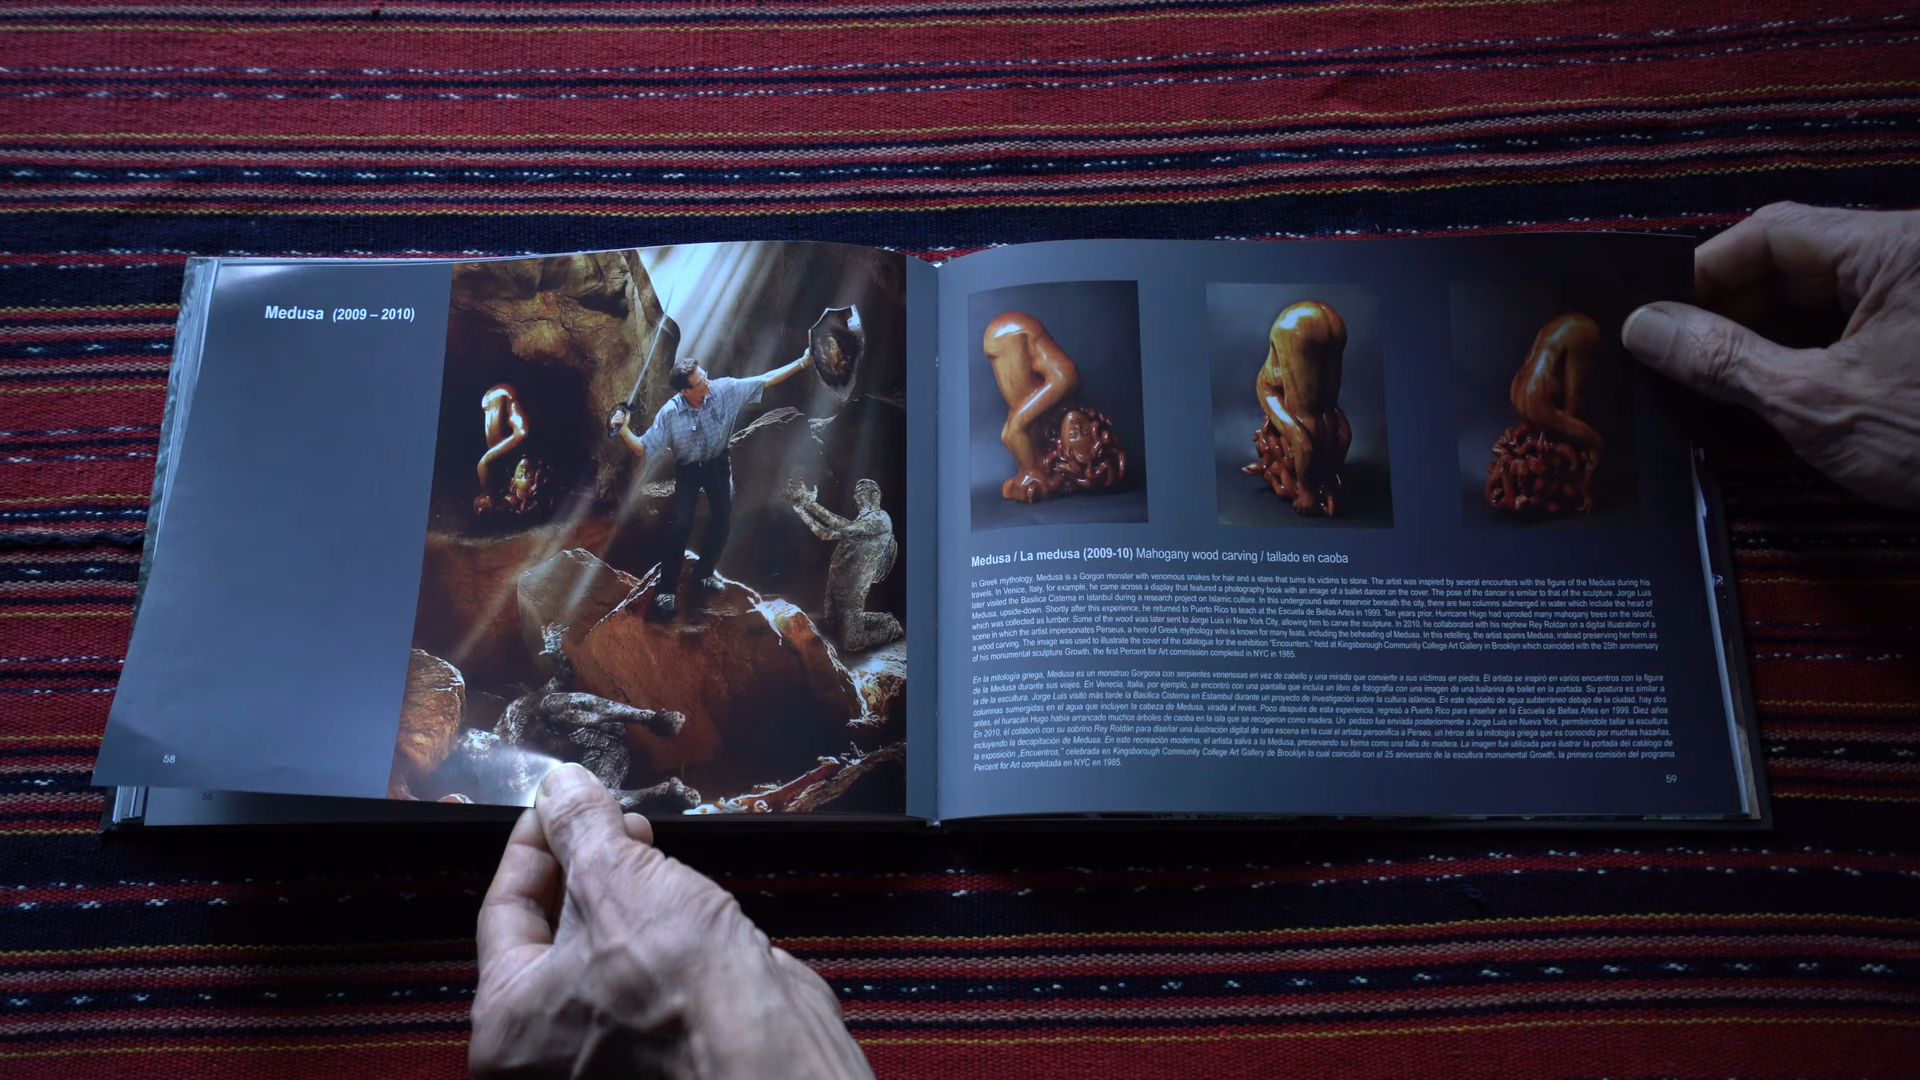 Medusa (2009 – 2010)
58
56
Medusa / La medusa (2009-10) Mahogany wood carving / tallado en caoba
In Greek mythology, Medusa is a Gorgon monster with venomous snakes for hair and a stare that turns its victims to stone. The artist was inspired by several encounters with the figure of the Medusa during his
travels. In Venice, Italy, for example, he came across a display that featured a photography book with an image of a ballet dancer on the cover. The pose of the dancer is similar to that of the sculpture. Jorge Luis
later visited the Basilica Cisterna in Istanbul during a research project on Islamic culture. In this underground water reservoir beneath the city, there are two columns submerged in water which include the head of
Medusa, upside-down. Shortly after this experience, he returned to Puerto Rico to teach at the Escuela de Bellas Artes in 1999. Ten years prior, Hurricane Hugo had uprooted many mahogany trees on the island,
which was collected as lumber. Some of the wood was later sent to Jorge Luis in New York City, allowing him to carve the sculpture. In 2010, he collaborated with his nephew Rey Roldan on a digital illustration of a
scene in which the artist impersonates Perseus, a hero of Greek mythology who is known for many feats, including the beheading of Medusa. In this retelling, the artist spares Medusa, instead preserving her form as
a wood carving. The image was used to illustrate the cover of the catalogue for the exhibition "Encounters," held at Kingsborough Community College Art Gallery in Brooklyn which coincided with the 25th anniversary
of his monumental sculpture Growth, the first Percent for Art commission completed in NYC in 1985.
En la mitología griega, Medusa es un monstruo Gorgona con serpientes venenosas en vez de cabello y una mirada que convierte a sus víctimas en piedra. El artista se inspiró en varios encuentros con la figura
de la Medusa durante sus viajes. En Venecia, Italia, por ejemplo, se encontró con una pantalla que incluía un libro de fotografía con una imagen de una bailarina de ballet en la portada. Su postura es similar a
la de la escultura. Jorge Luis visitó más tarde la Basílica Cisterna en Estambul durante un proyecto de investigación sobre la cultura islámica. En este depósito de agua subterráneo debajo de la ciudad, hay dos
columnas sumergidas en el agua que incluyen la cabeza de Medusa, virada al revés. Poco después de esta experiencia, regresó a Puerto Rico para enseñar en la Escuela de Bellas Artes en 1999. Diez años
antes, el huracán Hugo había arrancado muchos árboles de caoba en la isla que se recogieron como madera. Un pedazo fue enviada posteriormente a Jorge Luis en Nueva York, permitiéndole tallar la escultura.
En 2010, él colaboró con su sobrino Rey Roldán para diseñar una ilustración digital de una escena en la cual el artista personifica a Perseo, un héroe de la mitología griega que es conocido por muchas hazañas,
incluyendo la decapitación de Medusa. En este recreación moderna, el artista salva a la Medusa, preservando su forma como una talla de madera. La imagen fue utilizada para ilustrar la portada del catálogo de
la exposición „Encuentros," celebrada en Kingsborough Community College Art Gallery de Brooklyn lo cual coincidió con el 25 aniversario de la escultura monumental Growth, la primera comisión del programa
Percent for Art completada en NYC en 1985.
59